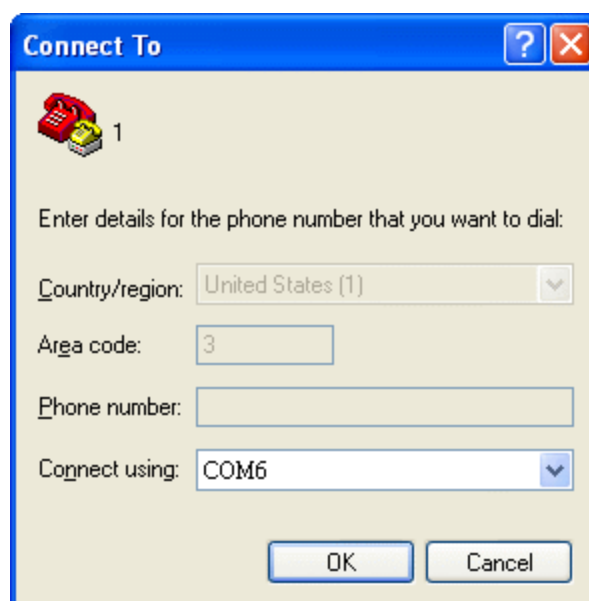 Connect To
1
Enter details for the phone number that you want to dial:
Country/region: United States (1)
Area code: 3
Phone number:
Connect using: COM6
OK Cancel